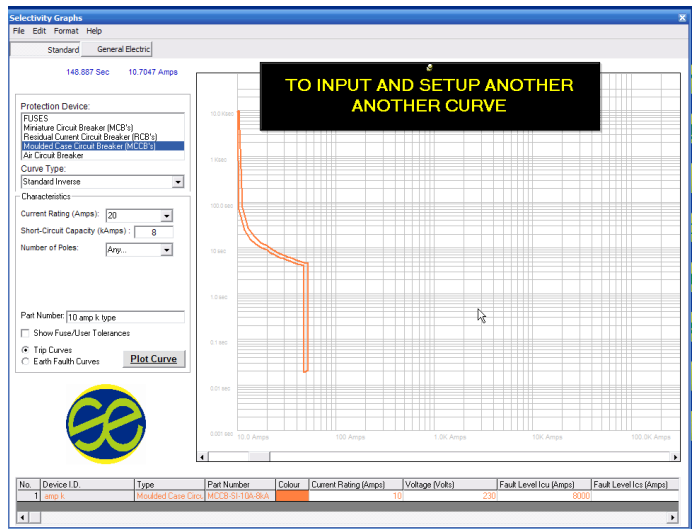 Selectivity Graphs
File Edit Format Help
Standard General Electric
148.887 Sec 10.7047 Amps
TO INPUT AND SETUP ANOTHER
ANOTHER CURVE
Protection Device:
FUSES
Miniature Circuit Breaker (MCB's)
Residual Current Circuit Breaker (RCB's)
Moulded Case Circuit Breaker (MCCB's)
Air Circuit Breaker
Curve Type:
Standard Inverse
Characteristics
Current Rating (Amps): 20
Short-Circuit Capacity (kAmps) : 8
Number of Poles: Any...
Part Number: 10 amp k type
Show Fuse/User Tolerances
Trip Curves
Earth Faulth Curves
Plot Curve
10.0 Ksec
1 Ksec
100.0 sec
10 sec
1.0 sec
0.1 sec
0.01 sec
0.001 sec
10.0 Amps 100 Amps 1.0K Amps 10K Amps 100.0K Amps
se
No. Device I.D. Type Part Number Colour Current Rating (Amps) Voltage (Volts) Fault Level Icu (Amps) Fault Level Ics (Amps)
1 amp k Moulded Case Circu MCCB-SI-10A-8kA 10 230 8000